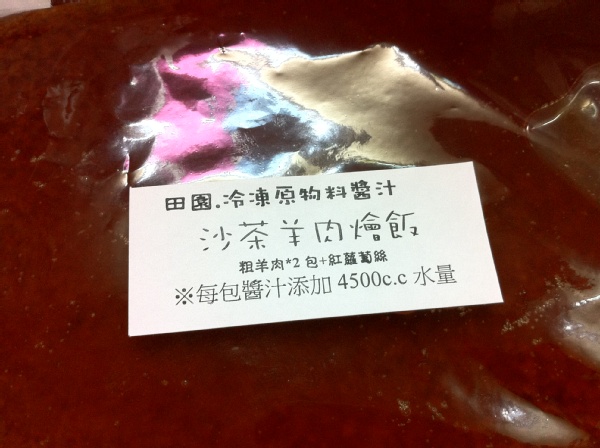 田園.冷凍原物料醬汁
沙茶羊肉燴飯
粗羊肉*2包+紅蘿蔔絲
※每包醬汁添加 4500c.c 水量